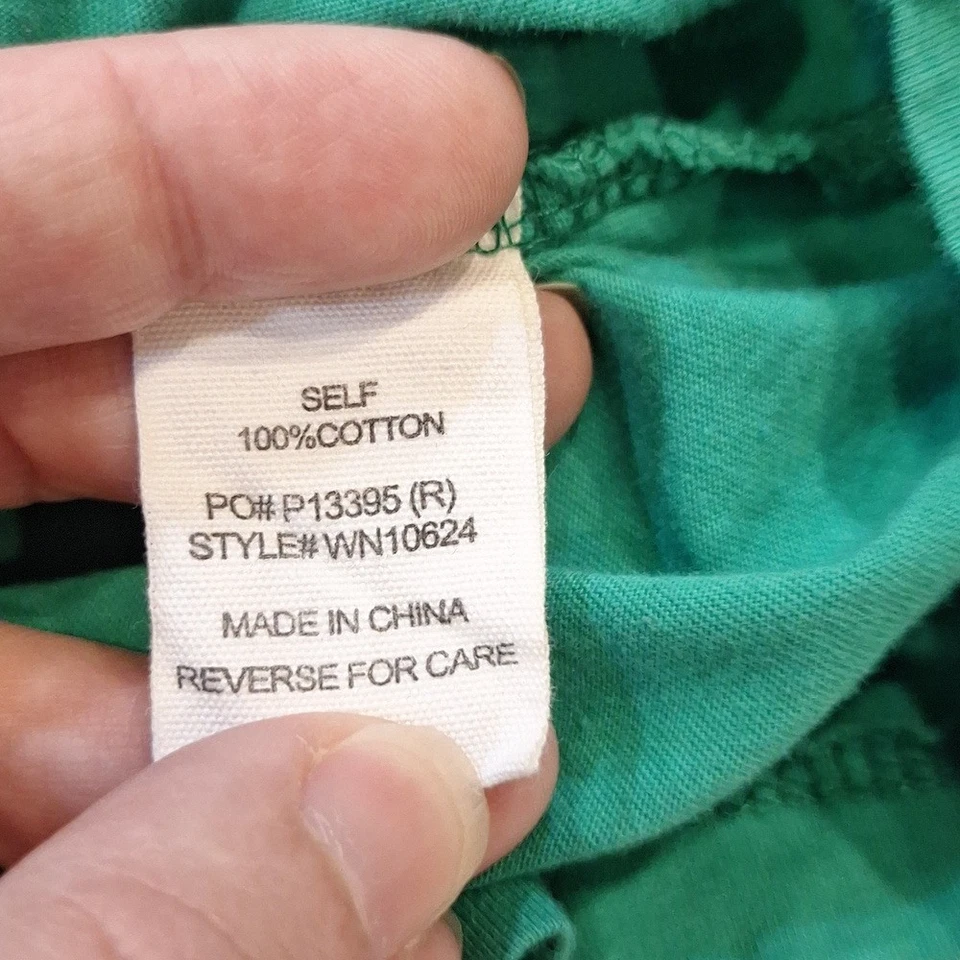 SELF
100%COTTON
PO# P13395 (R)
STYLE# WN10624
MADE IN CHINA
REVERSE FOR CARE